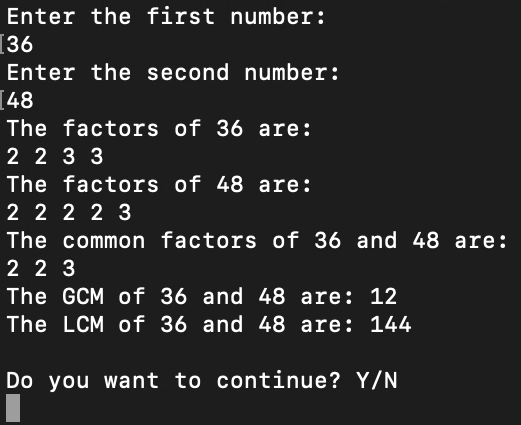 Enter the first number:
36
Enter the second number:
48
The factors of 36 are:
2 2 3 3
The factors of 48 are:
2 2 2 2 3
The common factors of 36 and 48 are:
2 2 3
The GCM of 36 and 48 are: 12
The LCM of 36 and 48 are: 144
Do you want to continue? Y/N